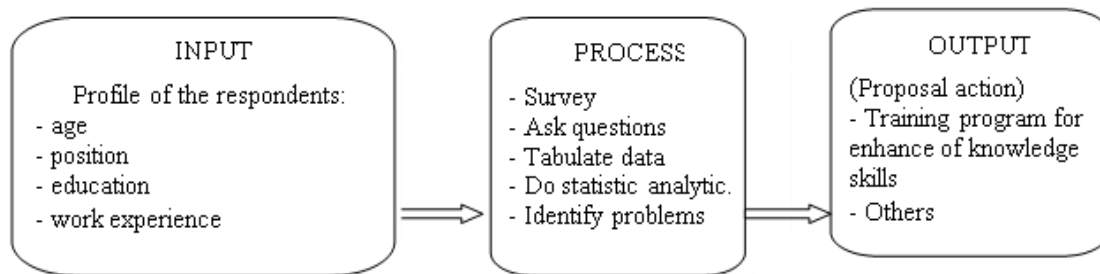 INPUT
Profile of the respondents:
- age
- position
- education
- work experience
PROCESS
- Survey
- Ask questions
- Tabulate data
- Do statistic analytic.
- Identify problems
OUTPUT
(Proposal action)
- Training program for
enhance of knowledge
skills
- Others